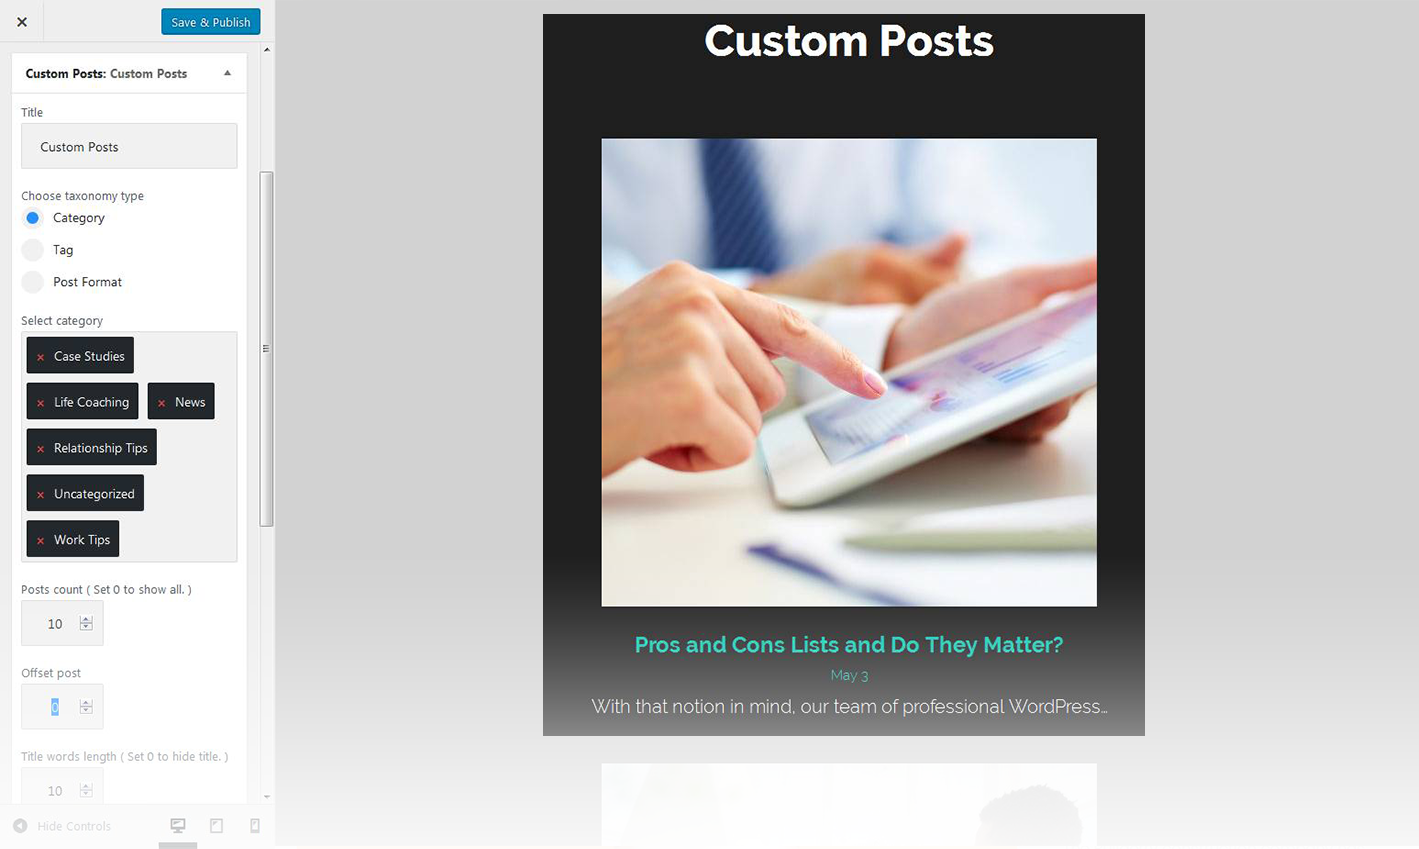 × Save & Publish
Custom Posts: Custom Posts
Title
Custom Posts
Choose taxonomy type
Category
Tag
Post Format
Select category
× Case Studies
× Life Coaching × News
× Relationship Tips
× Uncategorized
× Work Tips
Posts count ( Set 0 to show all. )
10
Offset post
0
Title words length ( Set 0 to hide title. )
10
Hide Controls
Custom Posts
Pros and Cons Lists and Do They Matter?
May 3
With that notion in mind, our team of professional WordPress...